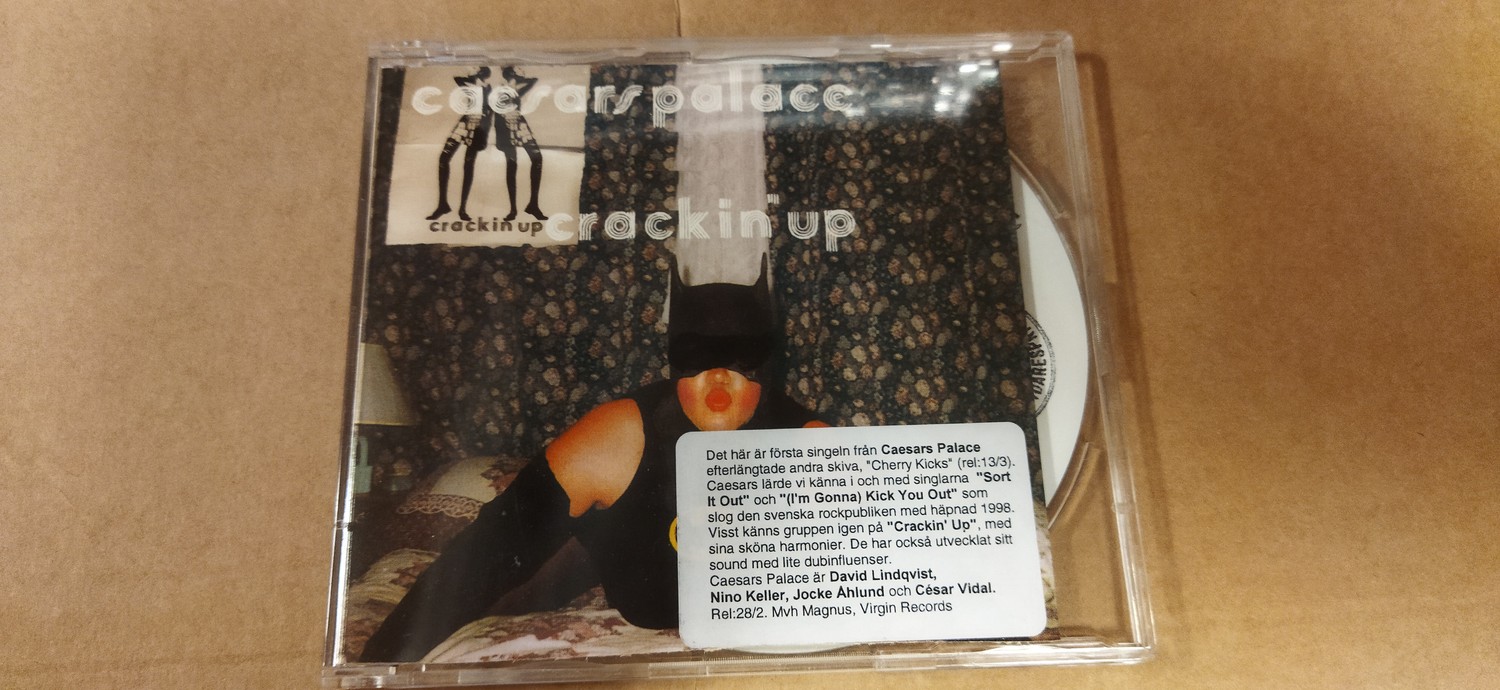 caesars palace
crackin' up
crackin' up
Det här är första singeln från Caesars Palace
efterlängtade andra skiva, "Cherry Kicks" (rel:13/3).
Caesars lärde vi känna i och med singlarna "Sort
It Out" och "(I'm Gonna) Kick You Out" som
slog den svenska rockpubliken med häpnad 1998.
Visst känns gruppen igen på "Crackin' Up", med
sina sköna harmonier. De har också utvecklat sitt
sound med lite dubinfluenser.
Caesars Palace är David Lindqvist,
Nino Keller, Jocke Åhlund och César Vidal.
Rel:28/2. Mvh Magnus, Virgin Records